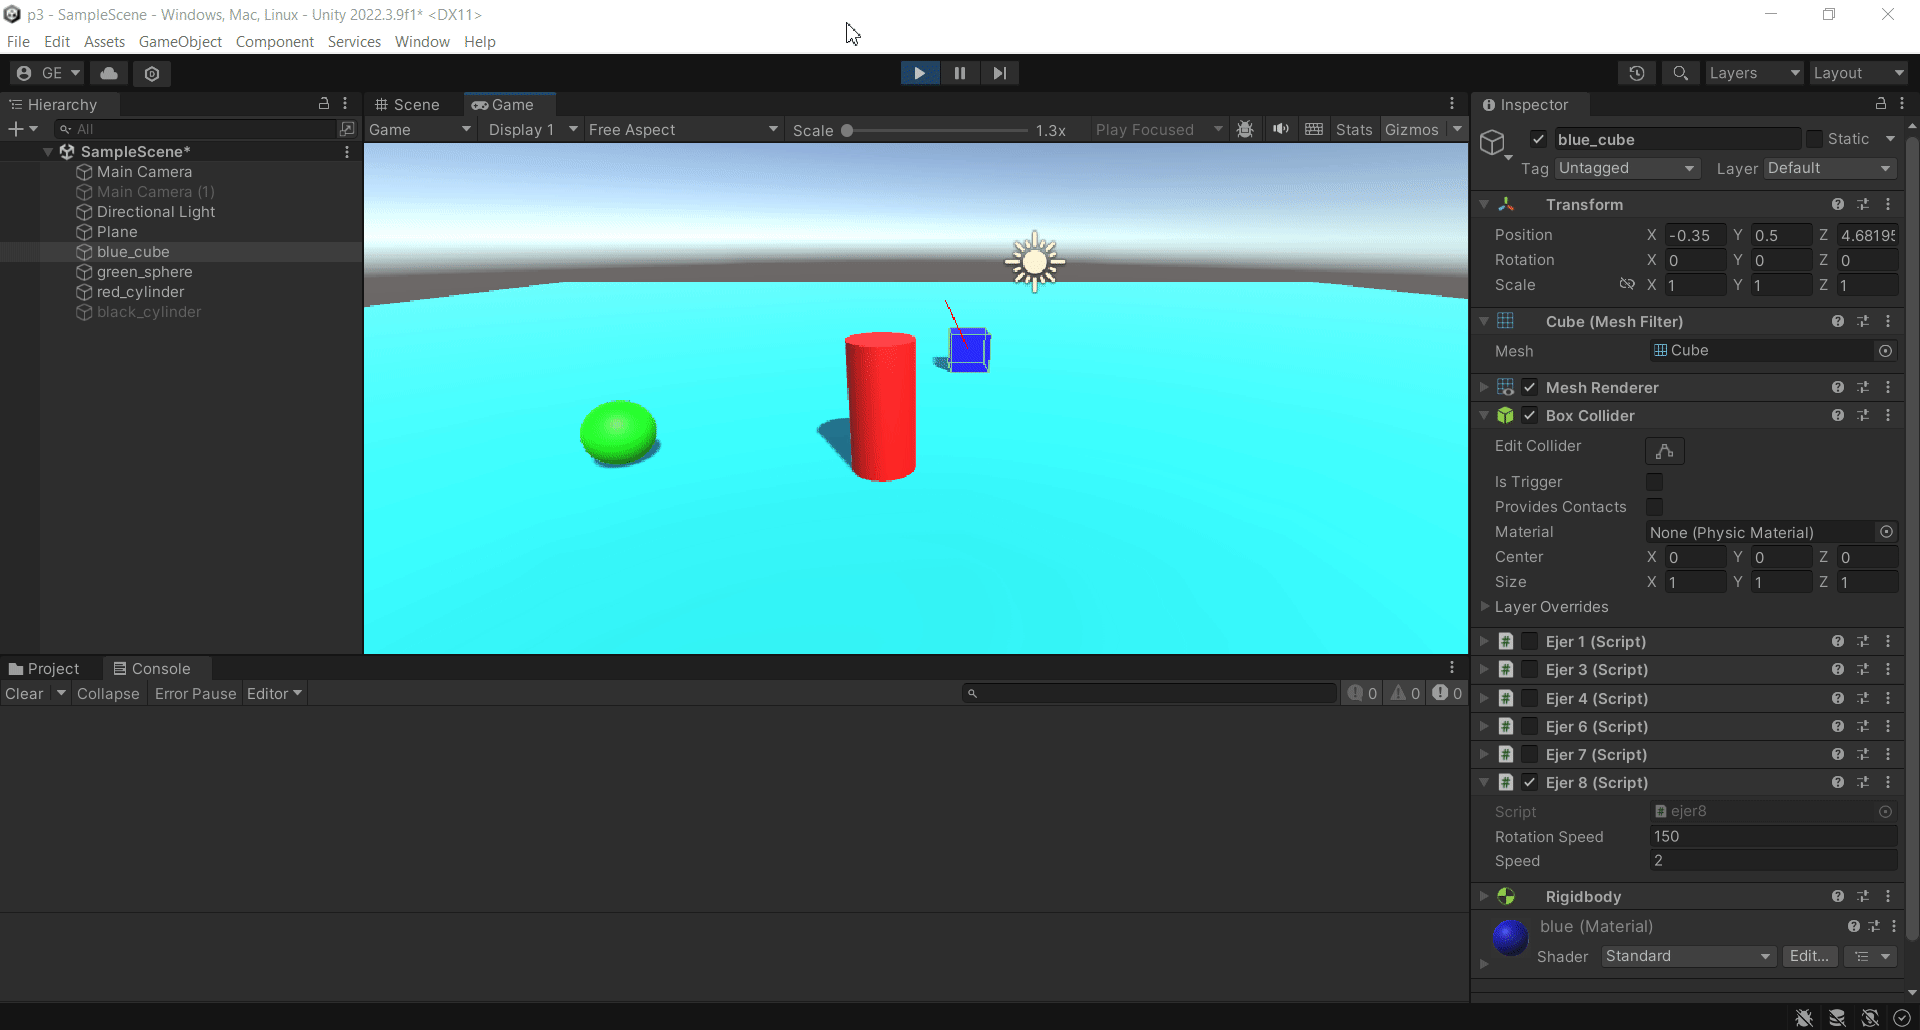 p3 - SampleScene - Windows, Mac, Linux - Unity 2022.3.9f1* <DX11>
File Edit Assets GameObject Component Services Window Help
GE Layers Layout
Hierarchy
All
SampleScene*
Main Camera
Main Camera (1)
Directional Light
Plane
blue_cube
green_sphere
red_cylinder
black_cylinder
Scene Game
Game Display 1 Free Aspect Scale 1.3x Play Focused Stats Gizmos
Project Console
Clear Collapse Error Pause Editor 0 0 0
Inspector
blue_cube Static
Tag Untagged Layer Default
Transform
Position X -0.35 Y 0.5 Z 4.68195
Rotation X 0 Y 0 Z 0
Scale X 1 Y 1 Z 1
Cube (Mesh Filter)
Mesh Cube
Mesh Renderer
Box Collider
Edit Collider
Is Trigger
Provides Contacts
Material None (Physic Material)
Center X 0 Y 0 Z 0
Size X 1 Y 1 Z 1
Layer Overrides
# Ejer 1 (Script)
# Ejer 3 (Script)
# Ejer 4 (Script)
# Ejer 6 (Script)
# Ejer 7 (Script)
# Ejer 8 (Script)
Script ejer8
Rotation Speed 150
Speed 2
Rigidbody
blue (Material)
Shader Standard Edit...